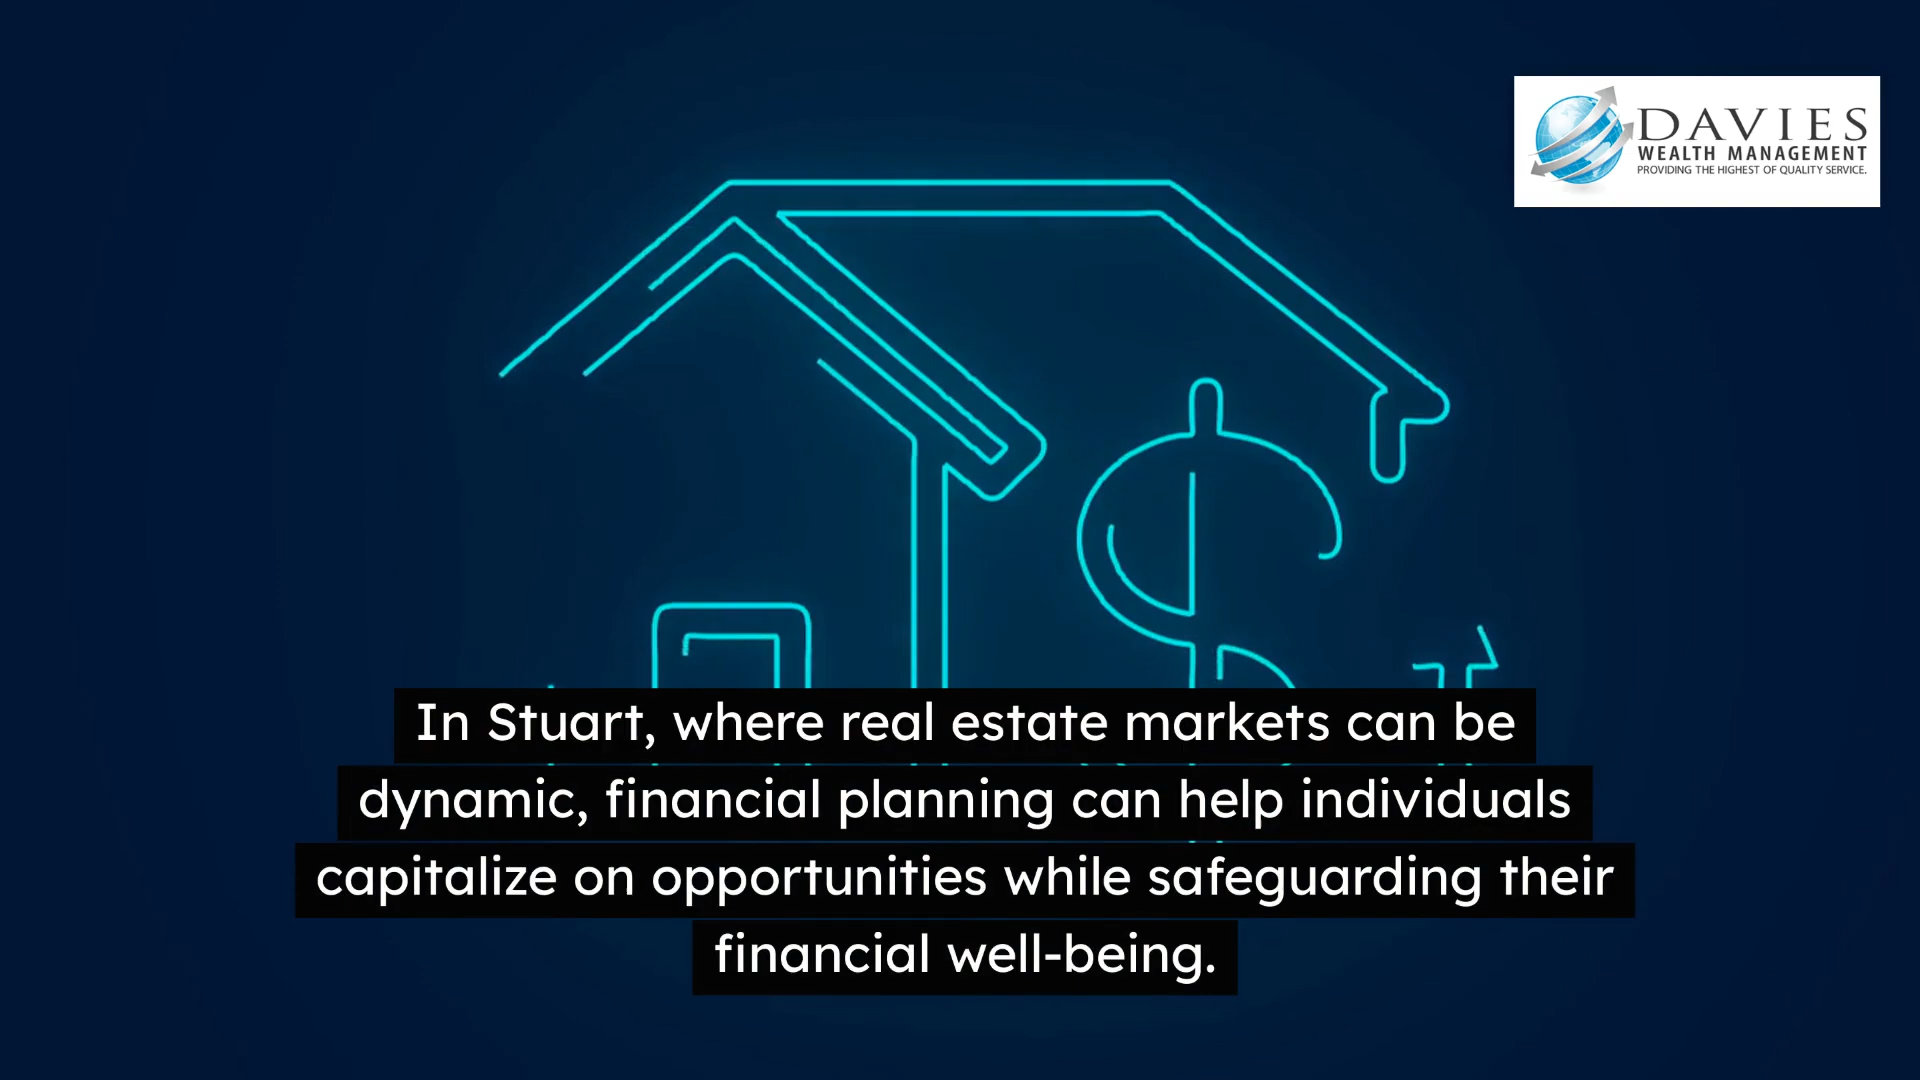 DAVIES
WEALTH MANAGEMENT
PROVIDING THE HIGHEST OF QUALITY SERVICE.
$
In Stuart, where real estate markets can be
dynamic, financial planning can help individuals
capitalize on opportunities while safeguarding their
financial well-being.